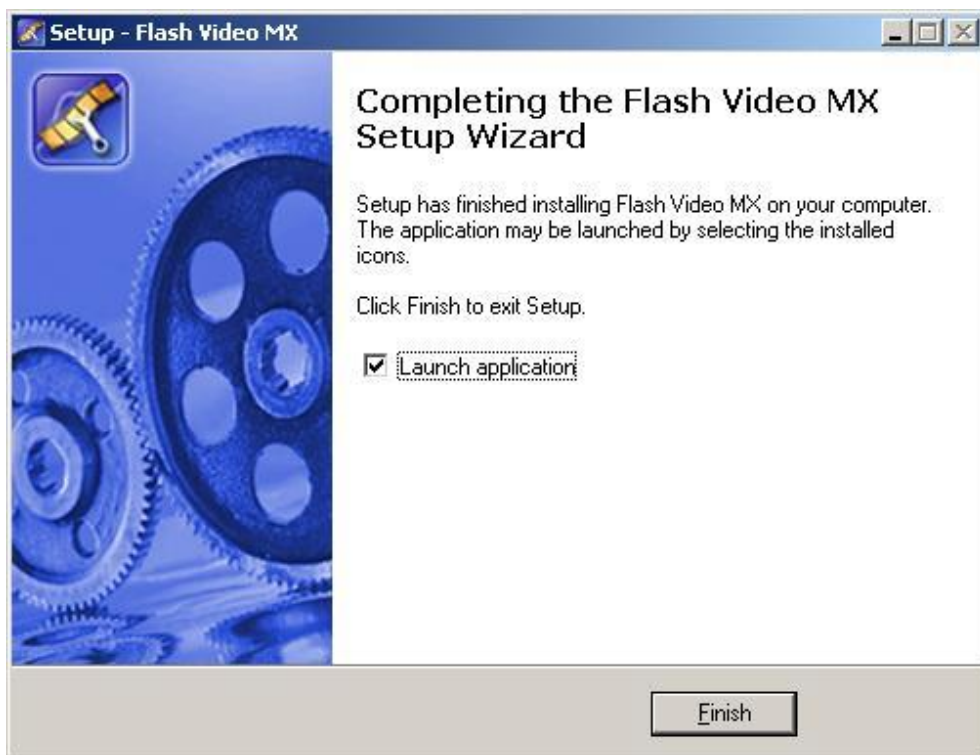 Setup - Flash Video MX
Completing the Flash Video MX
Setup Wizard
Setup has finished installing Flash Video MX on your computer.
The application may be launched by selecting the installed
icons.
Click Finish to exit Setup.
Launch application
Finish